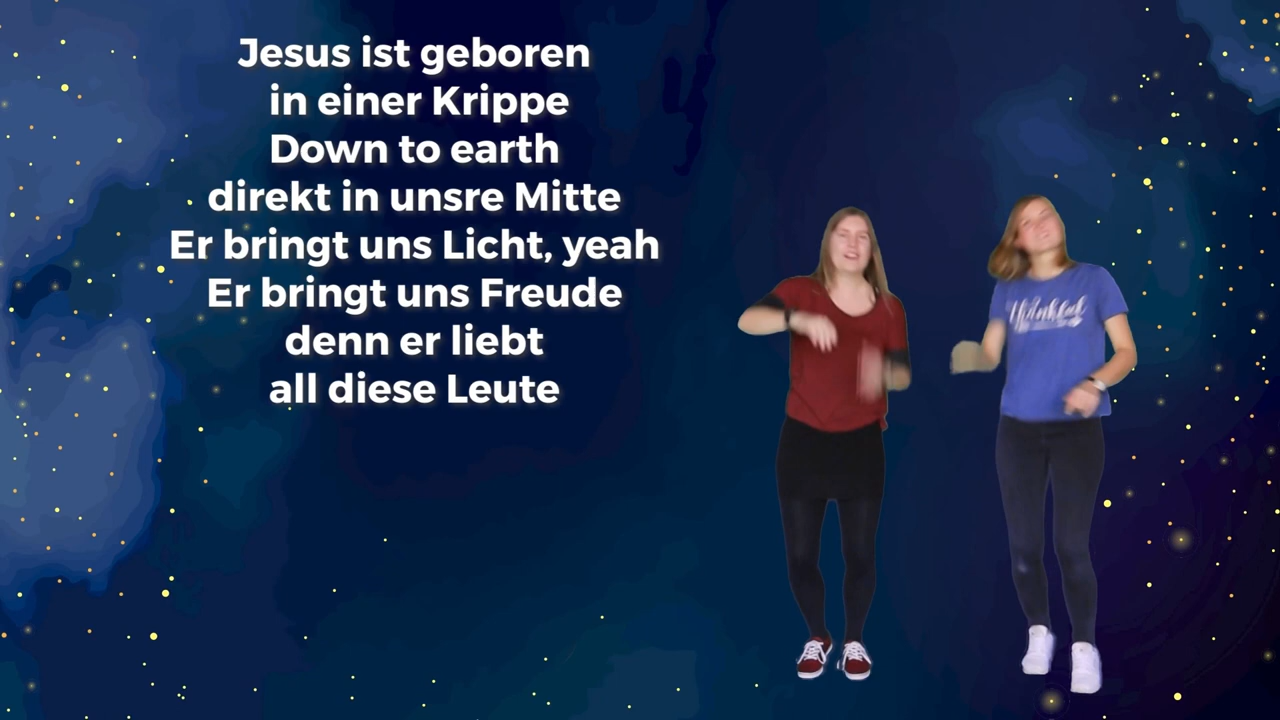 Jesus ist geboren
in einer Krippe
Down to earth
direkt in unsre Mitte
Er bringt uns Licht, yeah
Er bringt uns Freude
denn er liebt
all diese Leute